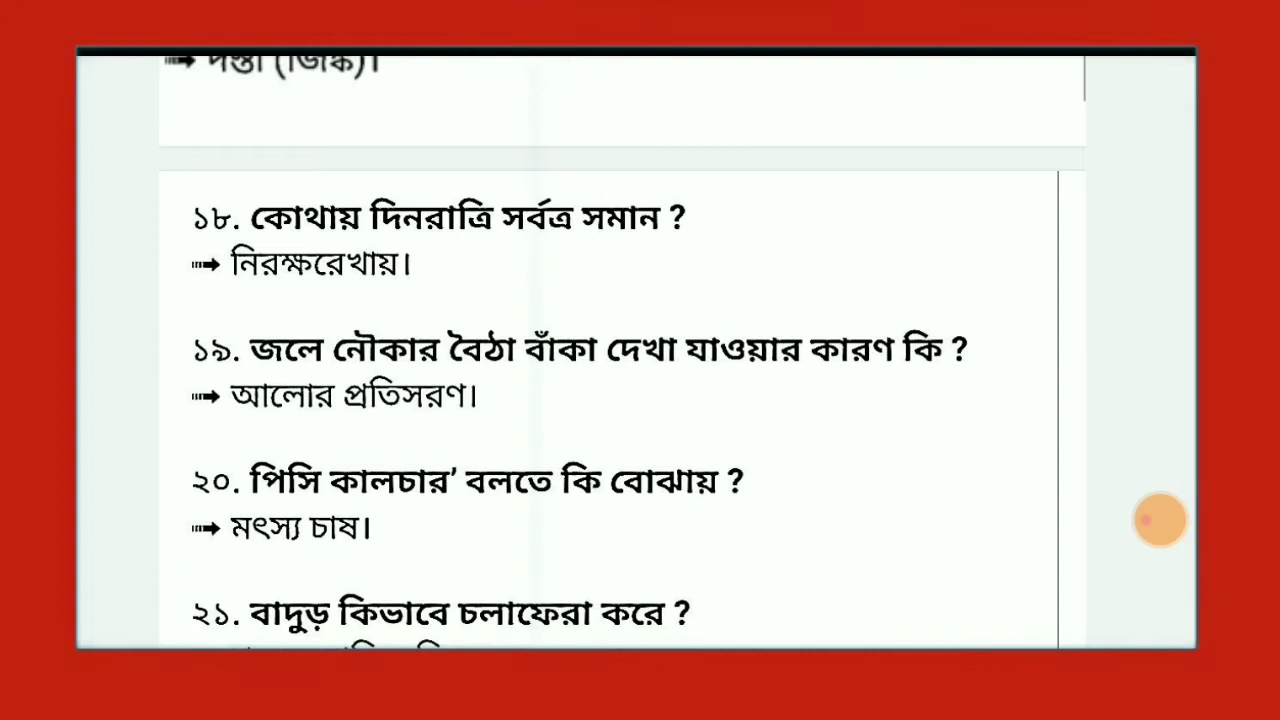 দস্তা (জিঙ্ক)।
১৮. কোথায় দিনরাত্রি সর্বত্র সমান ?
➟ নিরক্ষরেখায়।
১৯. জলে নৌকার বৈঠা বাঁকা দেখা যাওয়ার কারণ কি ?
➟ আলোর প্রতিসরণ।
২০. পিসি কালচার’ বলতে কি বোঝায় ?
➟ মৎস্য চাষ।
২১. বাদুড় কিভাবে চলাফেরা করে ?